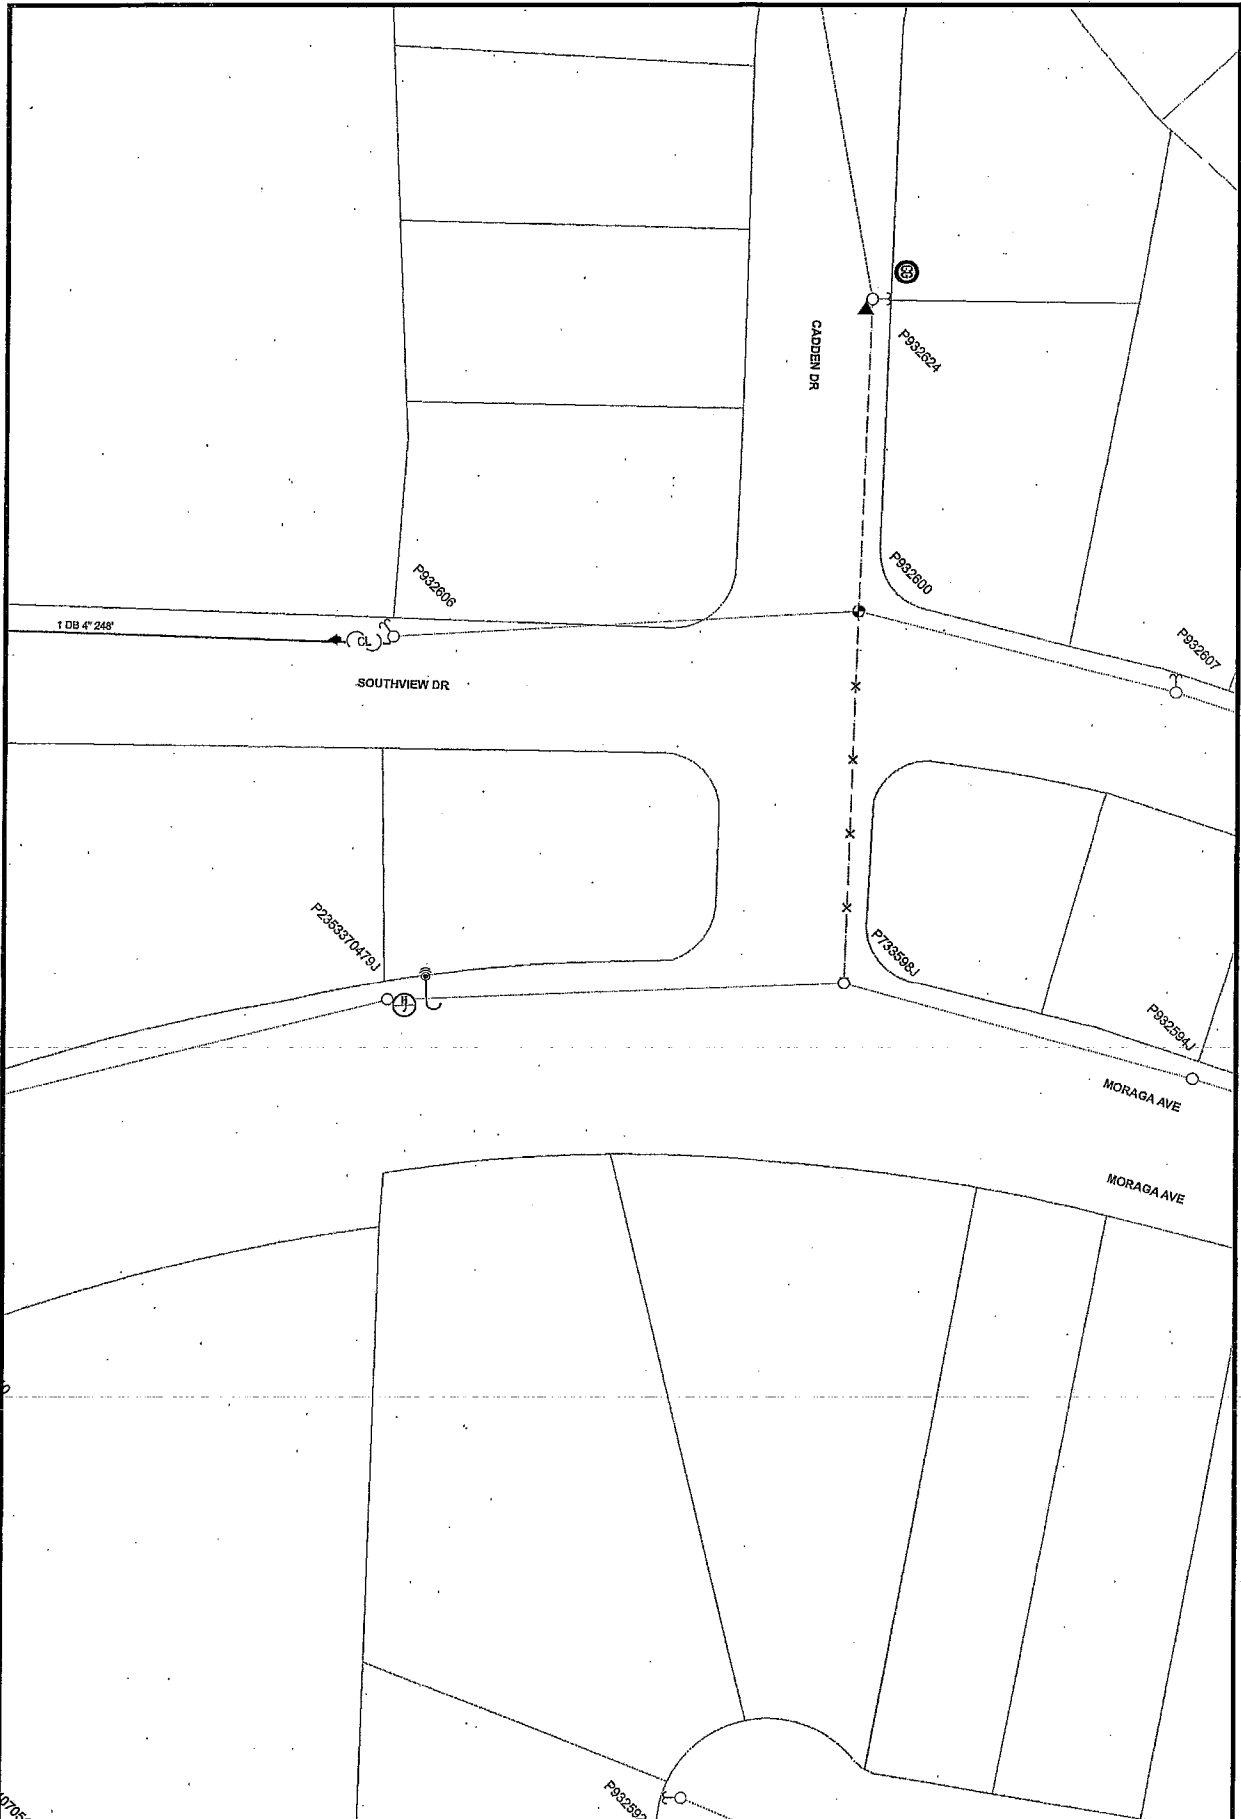 CADDEN DR
P932624
P932600
P932606
P932607
1 DB 4" 248'
CL
SOUTHVIEW DR
P2353370479J
P733598J
P932594J
MORAGA AVE
MORAGA AVE